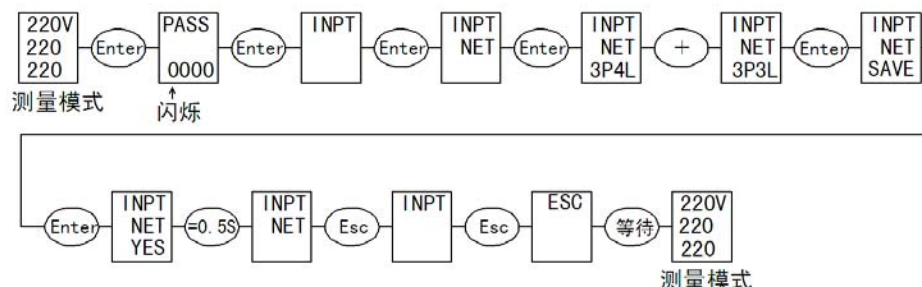 220V
220
220
Enter
PASS
0000
Enter
INPT
Enter
INPT
NET
Enter
INPT
NET
3P4L
+
INPT
NET
3P3L
Enter
INPT
NET
SAVE
测量模式
闪烁
Enter
INPT
NET
YES
=0.5S
INPT
NET
Esc
INPT
Esc
ESC
等待
220V
220
220
测量模式